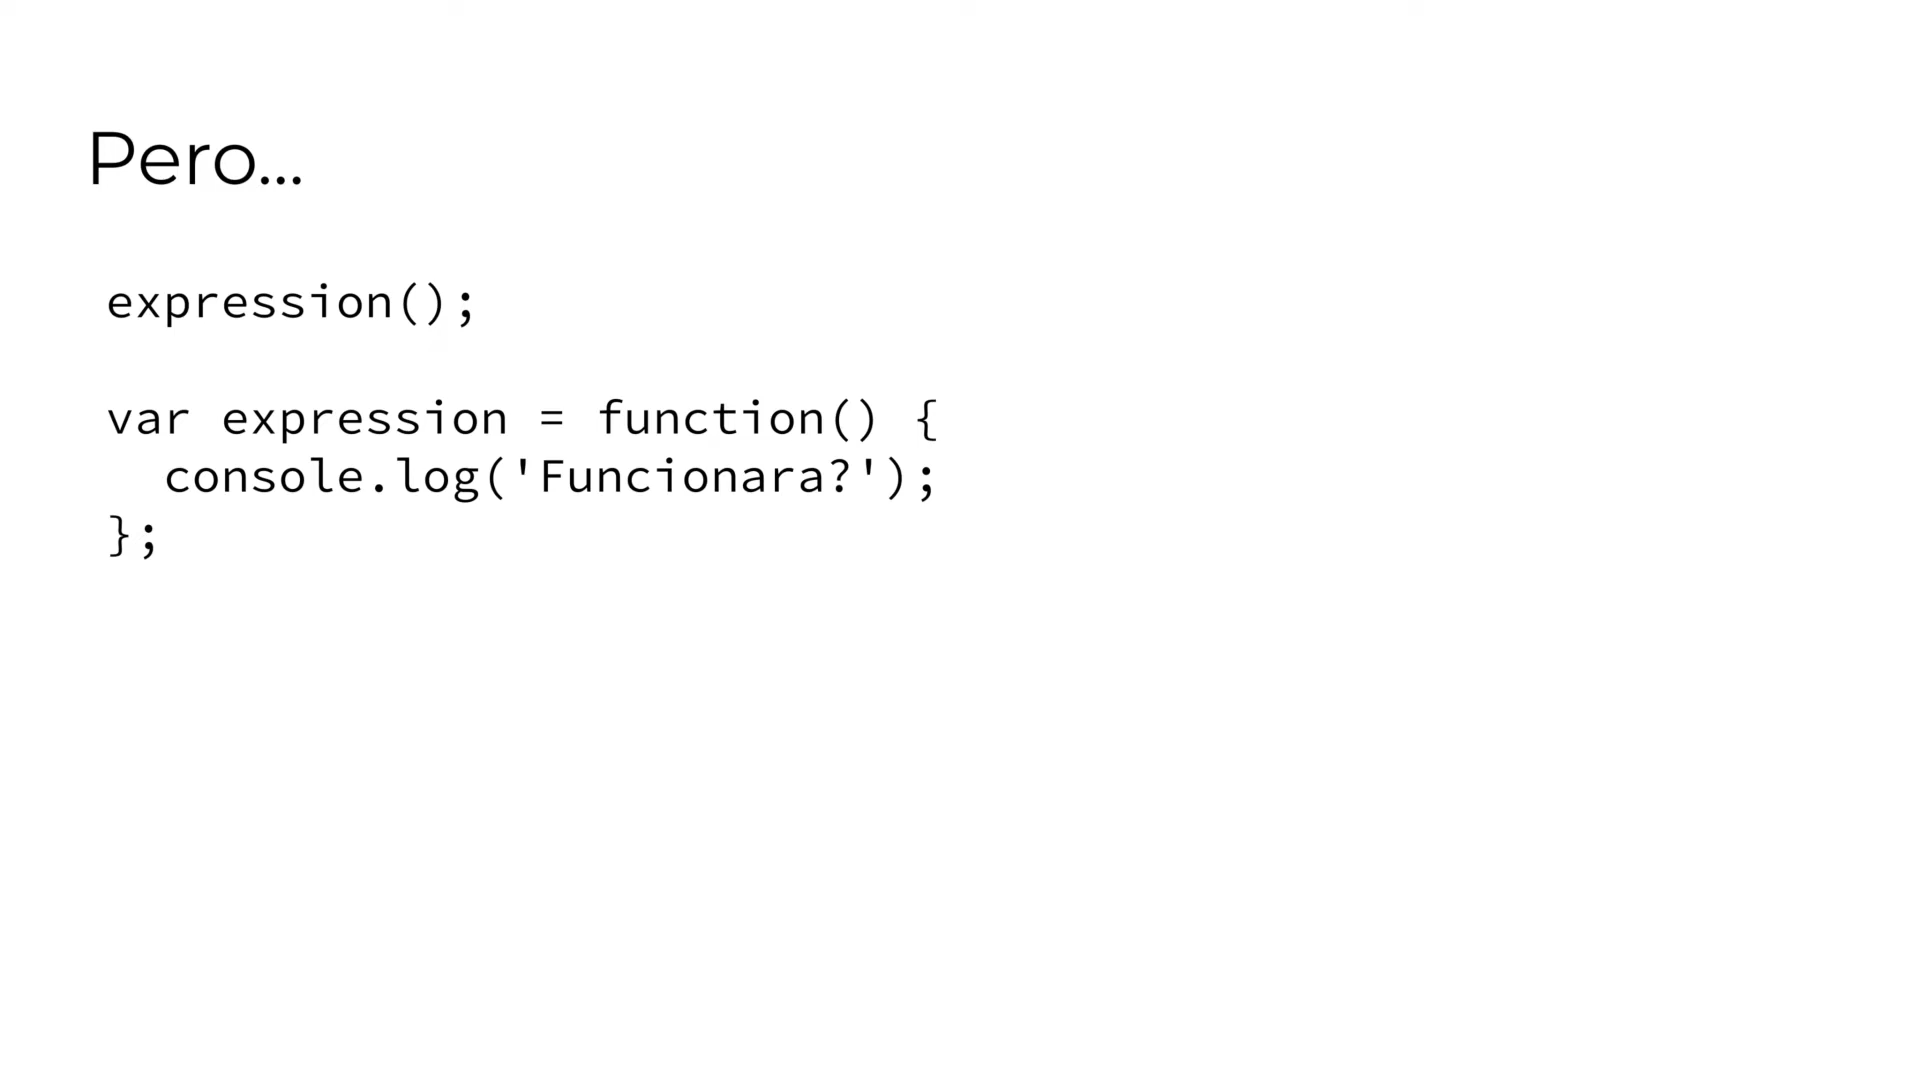 Pero...
expression();
var expression = function() {
  console.log('Funcionara?');
};